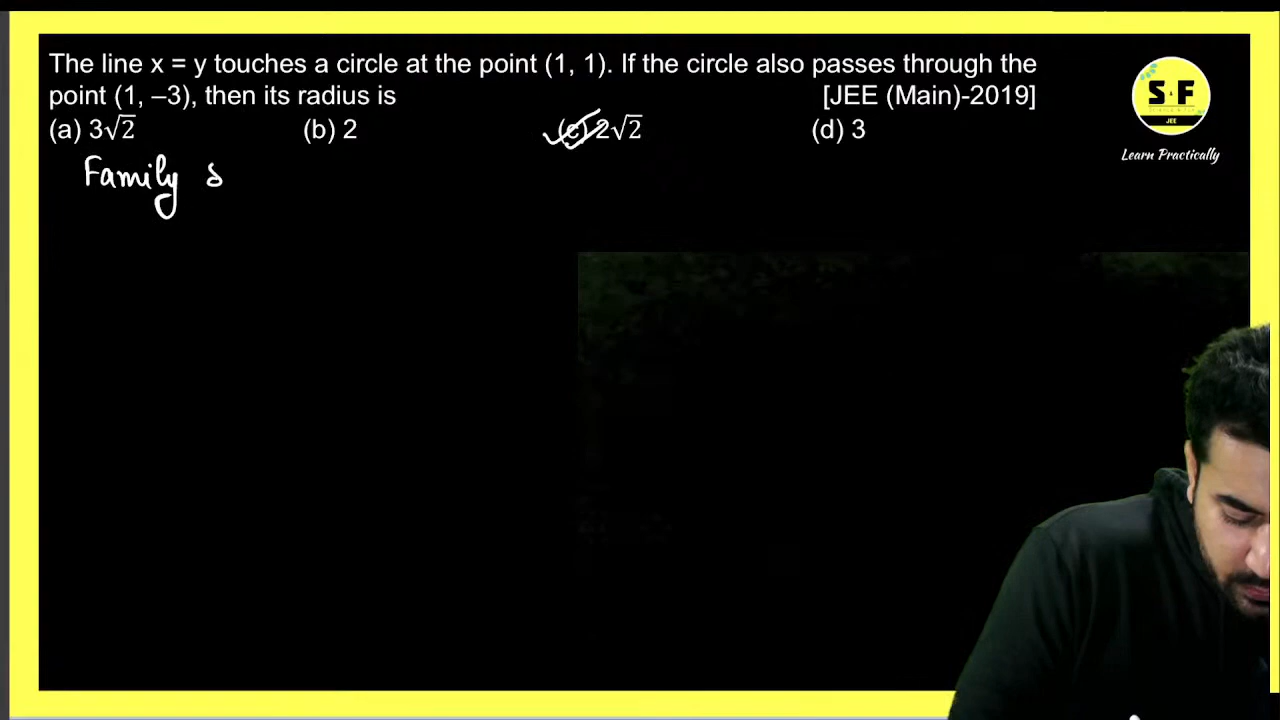 The line x = y touches a circle at the point (1, 1). If the circle also passes through the
point (1, –3), then its radius is [JEE (Main)-2019]
(a) 3√2 (b) 2 (c) 2√2 (d) 3
Family s
S&F
JEE
Learn Practically